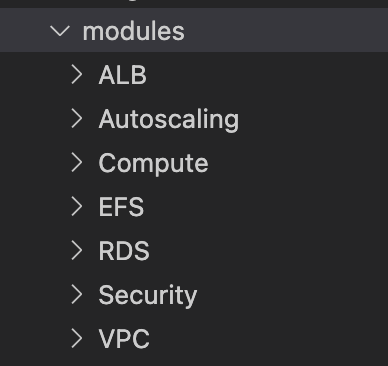 modules
ALB
Autoscaling
Compute
EFS
RDS
Security
VPC